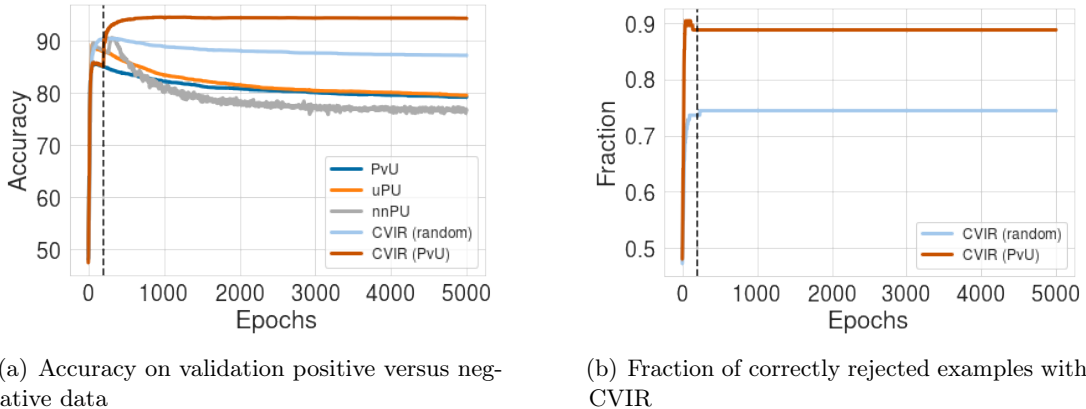 90
80
70
60
50
Accuracy
0 1000 2000 3000 4000 5000
Epochs
PvU
uPU
nnPU
CVIR (random)
CVIR (PvU)
0.9
0.8
0.7
0.6
0.5
Fraction
0 1000 2000 3000 4000 5000
Epochs
CVIR (random)
CVIR (PvU)
(a) Accuracy on validation positive versus neg-
ative data
(b) Fraction of correctly rejected examples with
CVIR